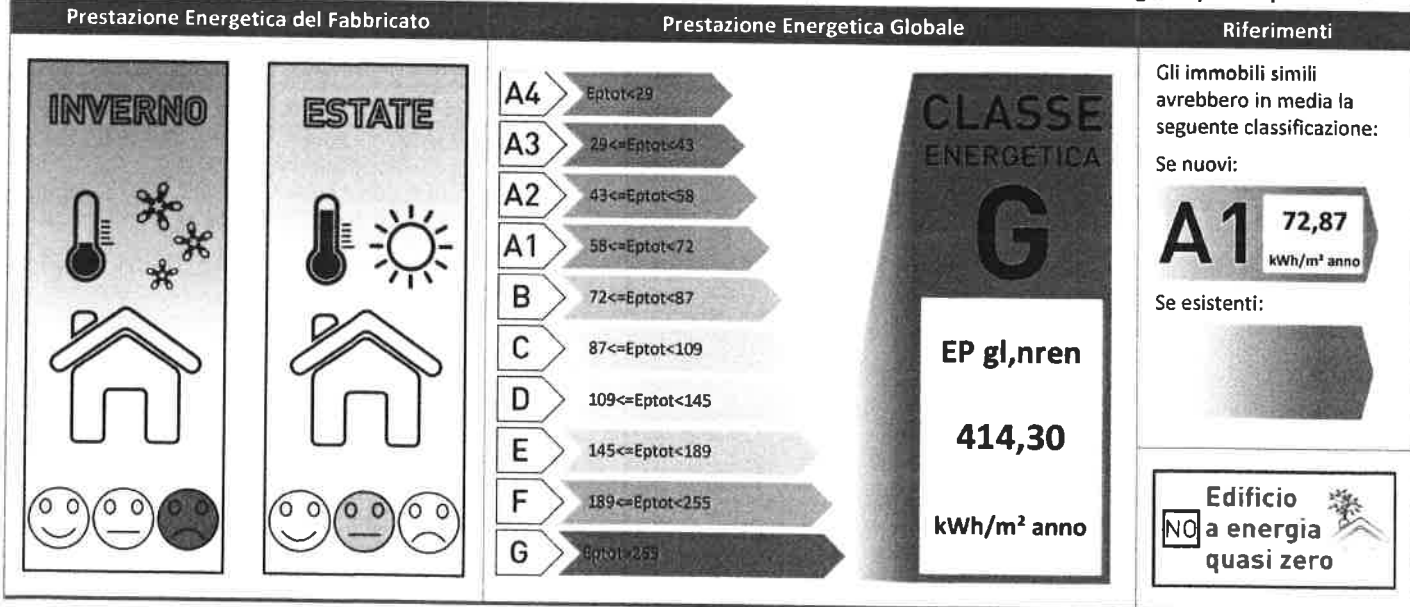 Prestazione Energetica del Fabbricato
Prestazione Energetica Globale
Riferimenti
INVERNO
ESTATE
A4 Eptot<29
A3 29<=Eptot<43
A2 43<=Eptot<58
A1 58<=Eptot<72
B 72<=Eptot<87
C 87<=Eptot<109
D 109<=Eptot<145
E 145<=Eptot<189
F 189<=Eptot<255
G
CLASSE
ENERGETICA
G
EP gl,nren
414,30
kWh/m² anno
Gli immobili simili
avrebbero in media la
seguente classificazione:
Se nuovi:
A1
72,87
kWh/m² anno
Se esistenti:
Edificio
NO a energia
quasi zero